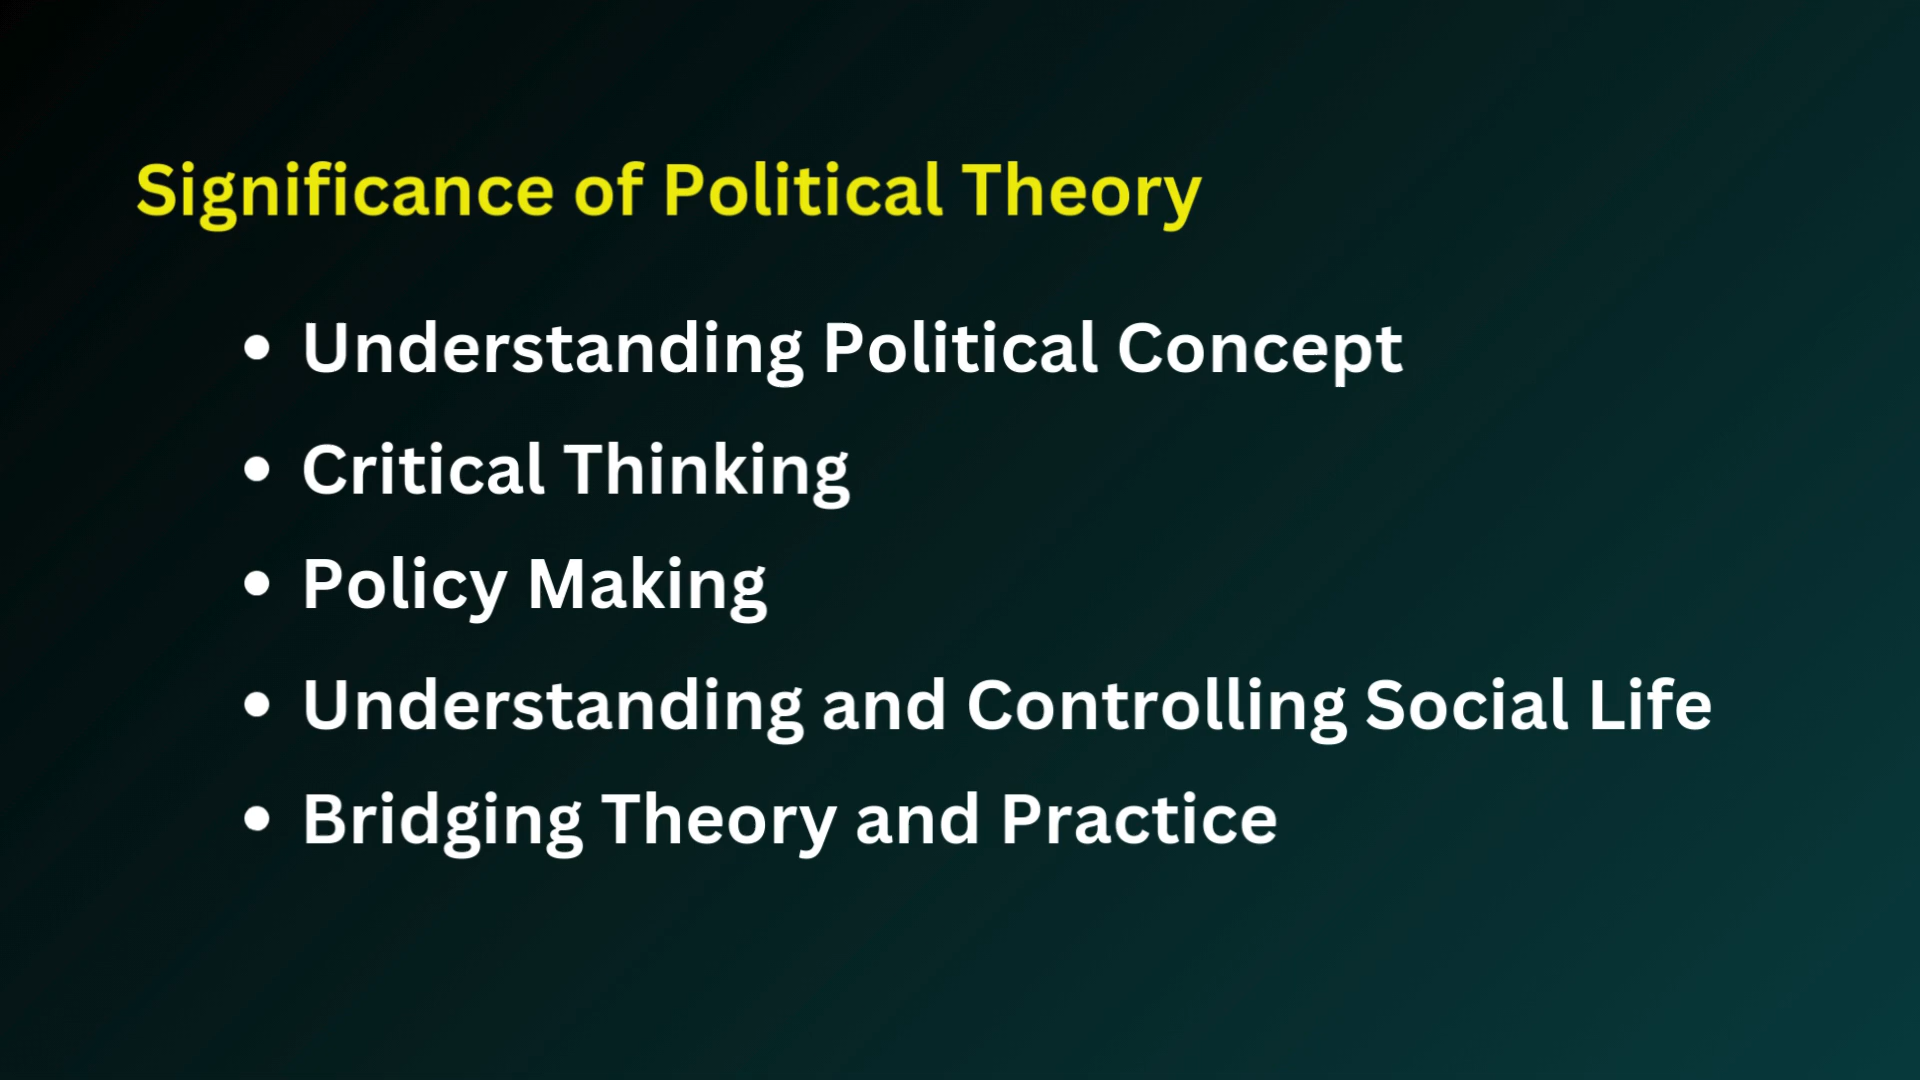 Significance of Political Theory
• Understanding Political Concept
• Critical Thinking
• Policy Making
• Understanding and Controlling Social Life
• Bridging Theory and Practice